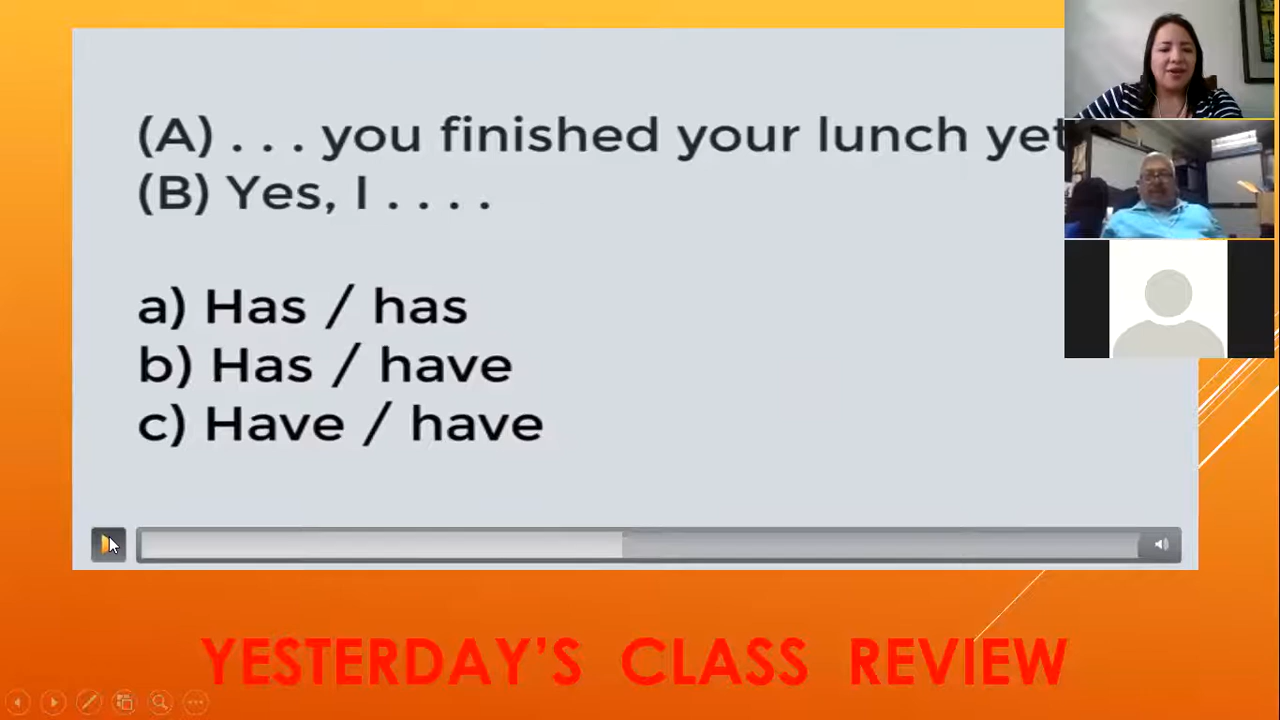 (A) . . . you finished your lunch yet
(B) Yes, I . . . .
a) Has / has
b) Has / have
c) Have / have
YESTERDAY'S CLASS REVIEW